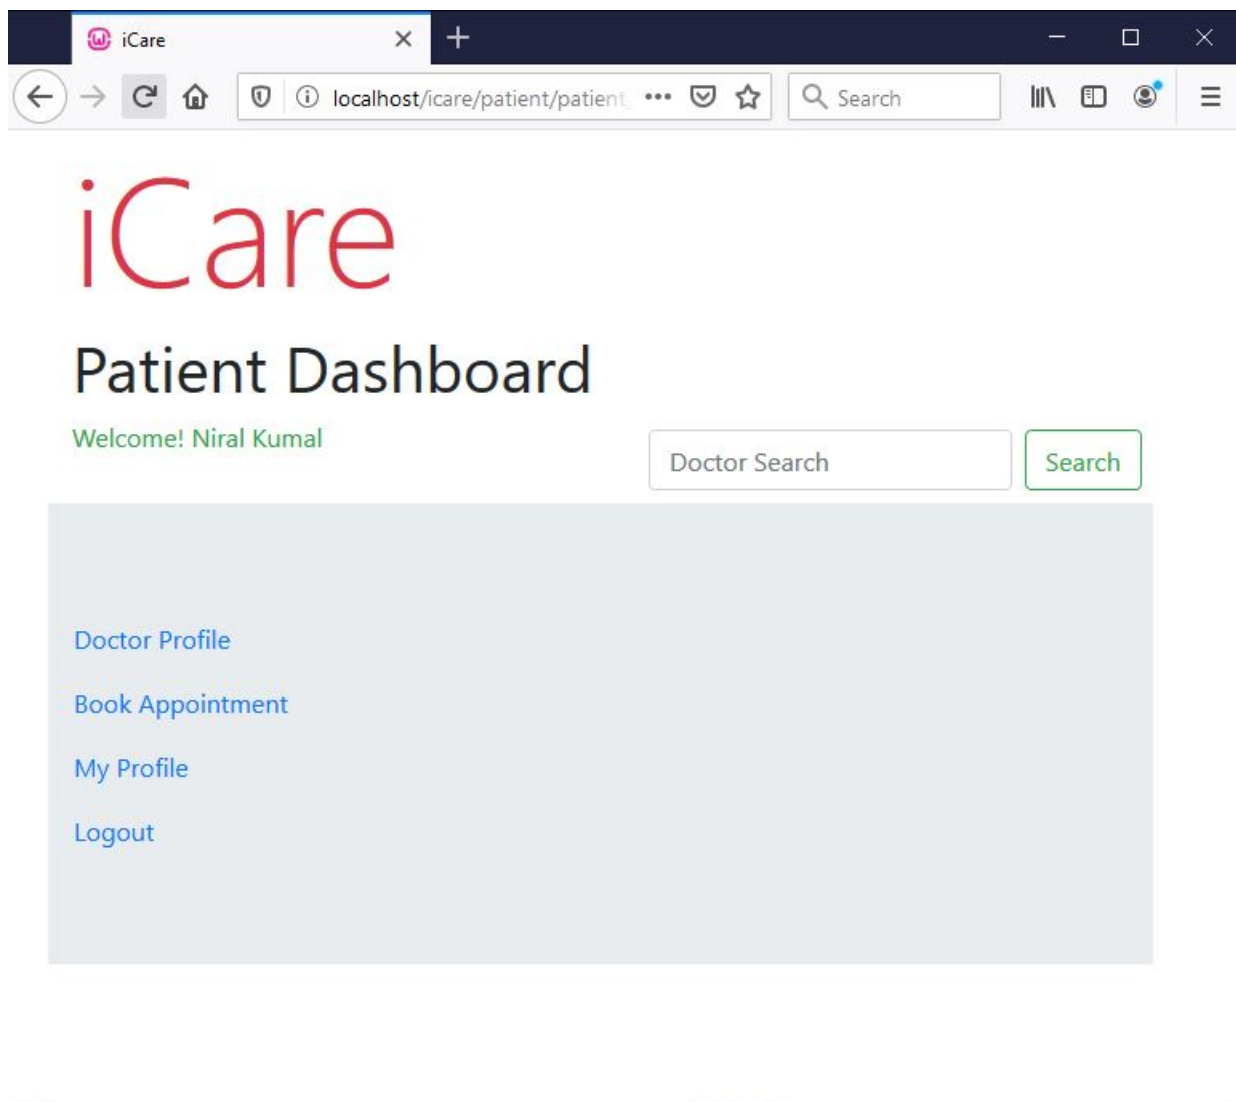 iCare
localhost/icare/patient/patient_
Search
iCare
Patient Dashboard
Welcome! Niral Kumal
Doctor Search
Search
Doctor Profile
Book Appointment
My Profile
Logout